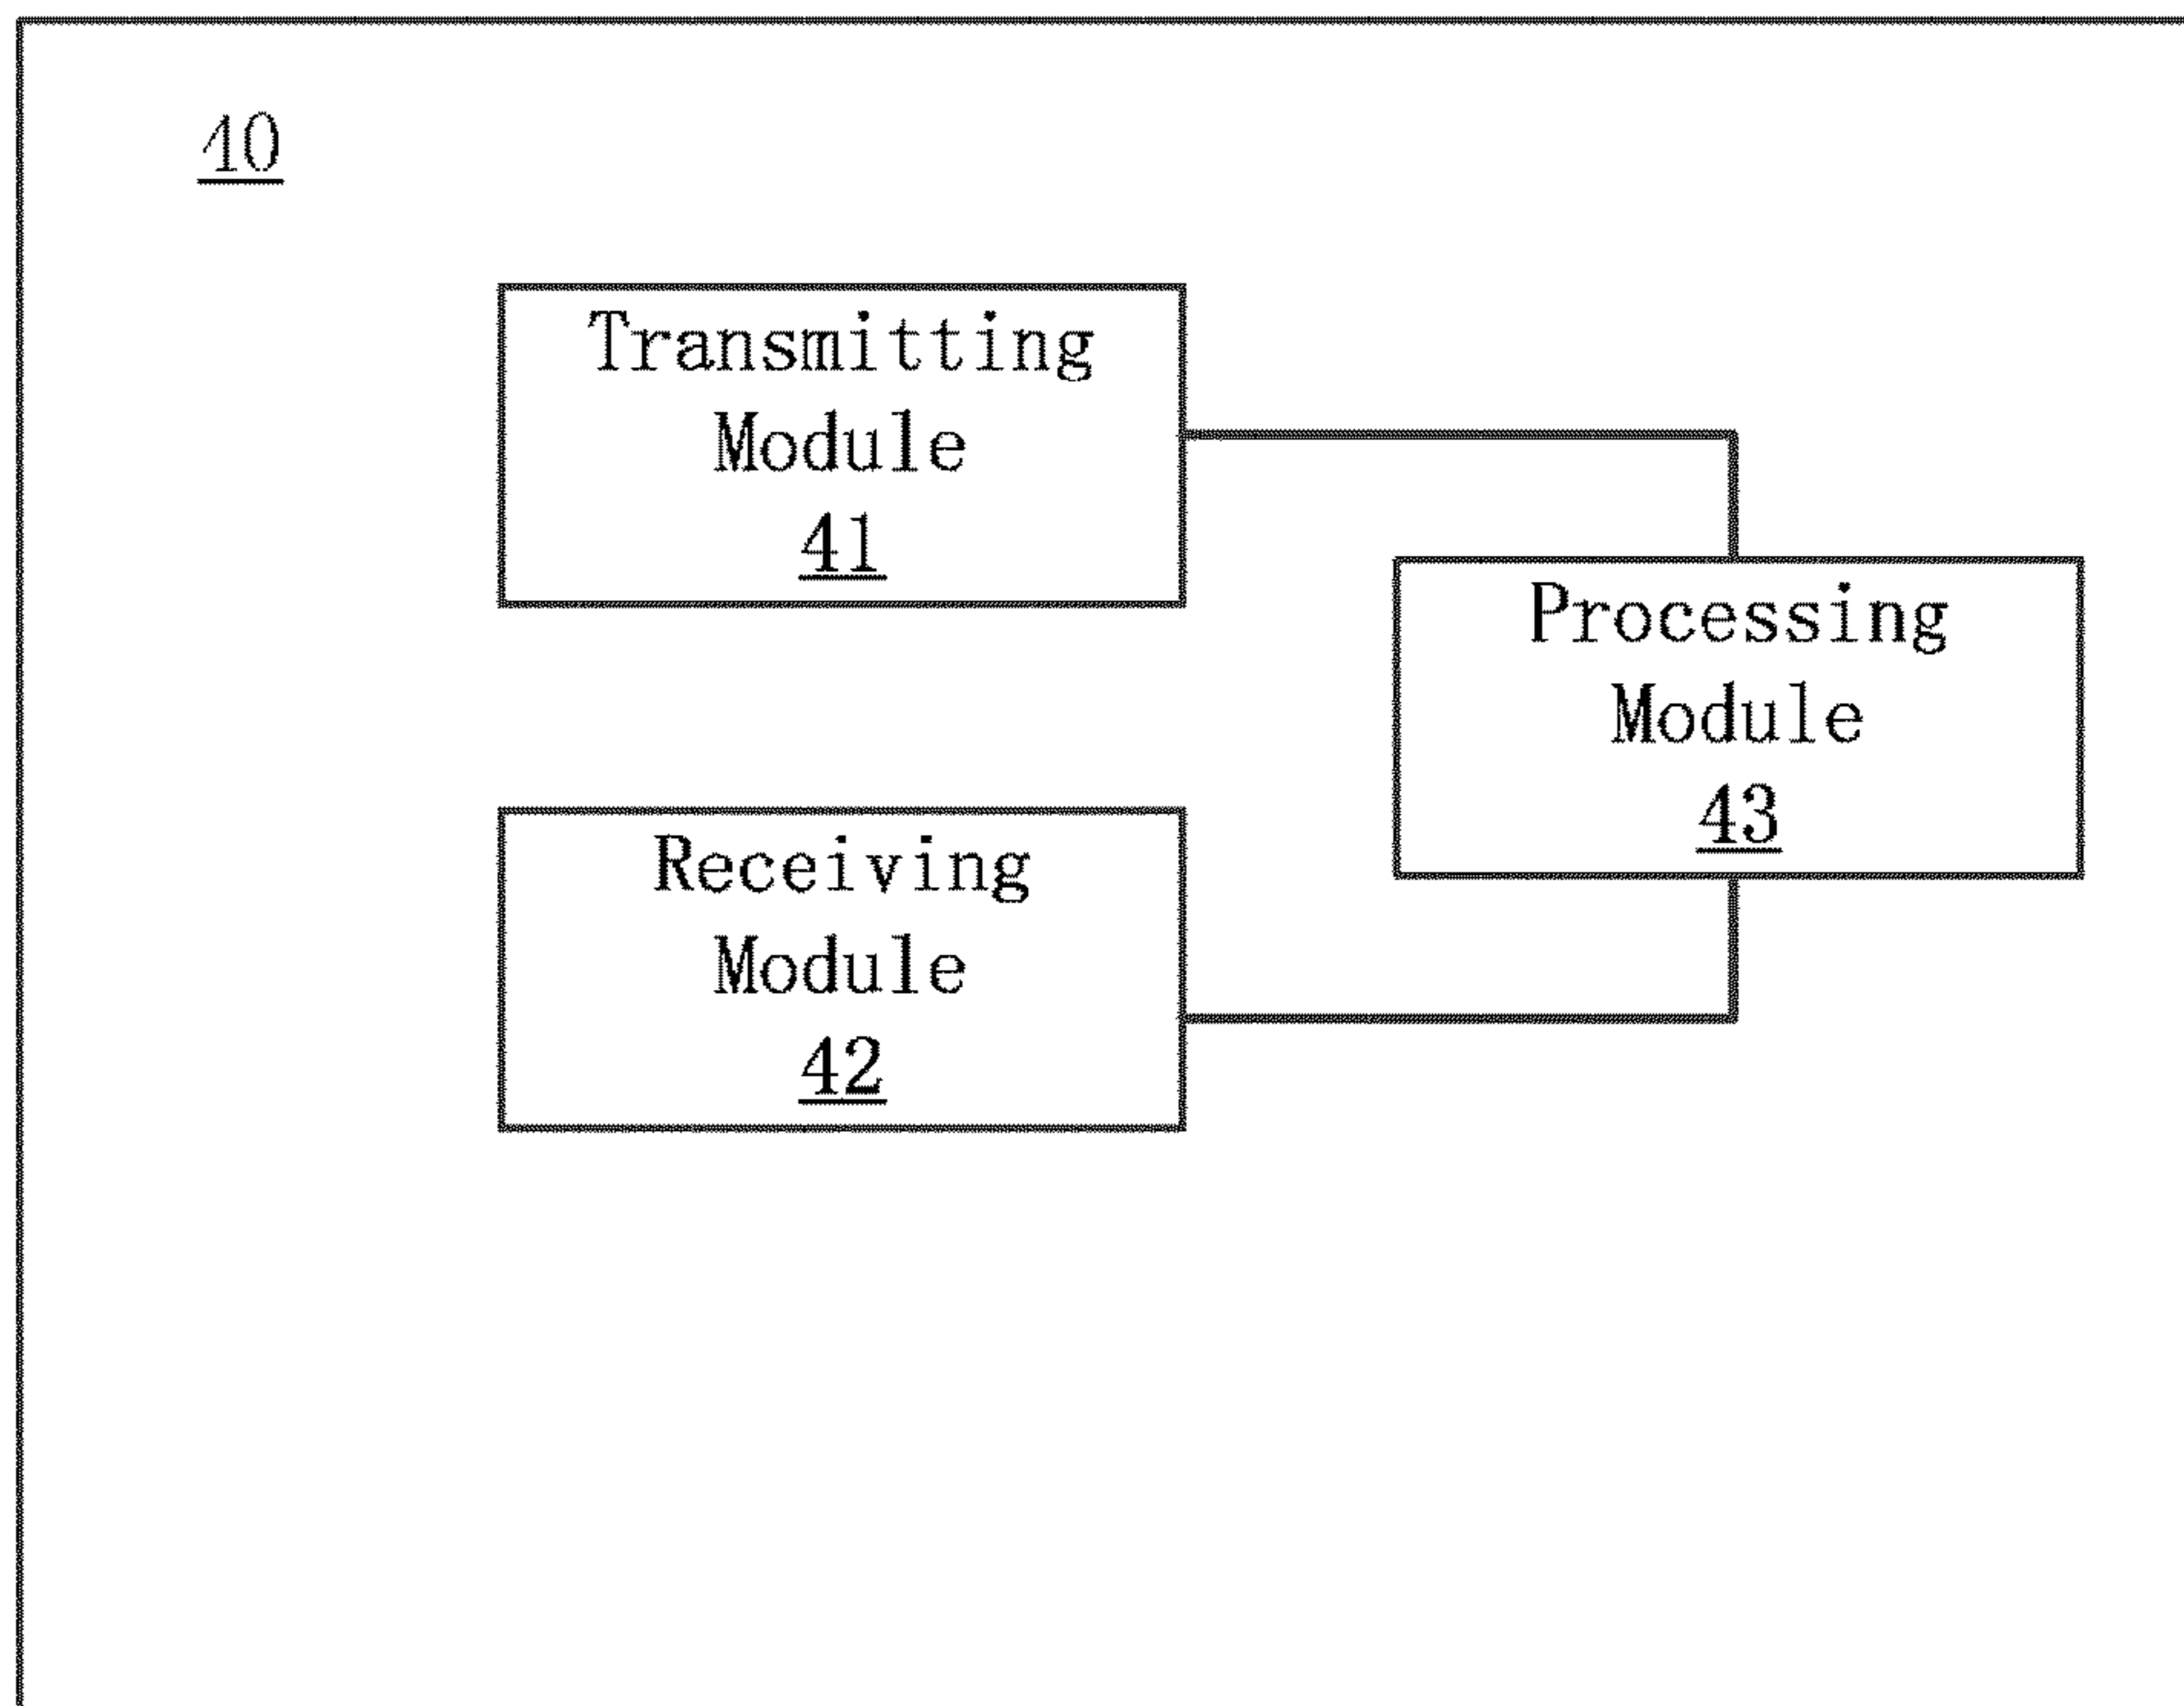 40
Transmitting
Module
41
Processing
Module
43
Receiving
Module
42